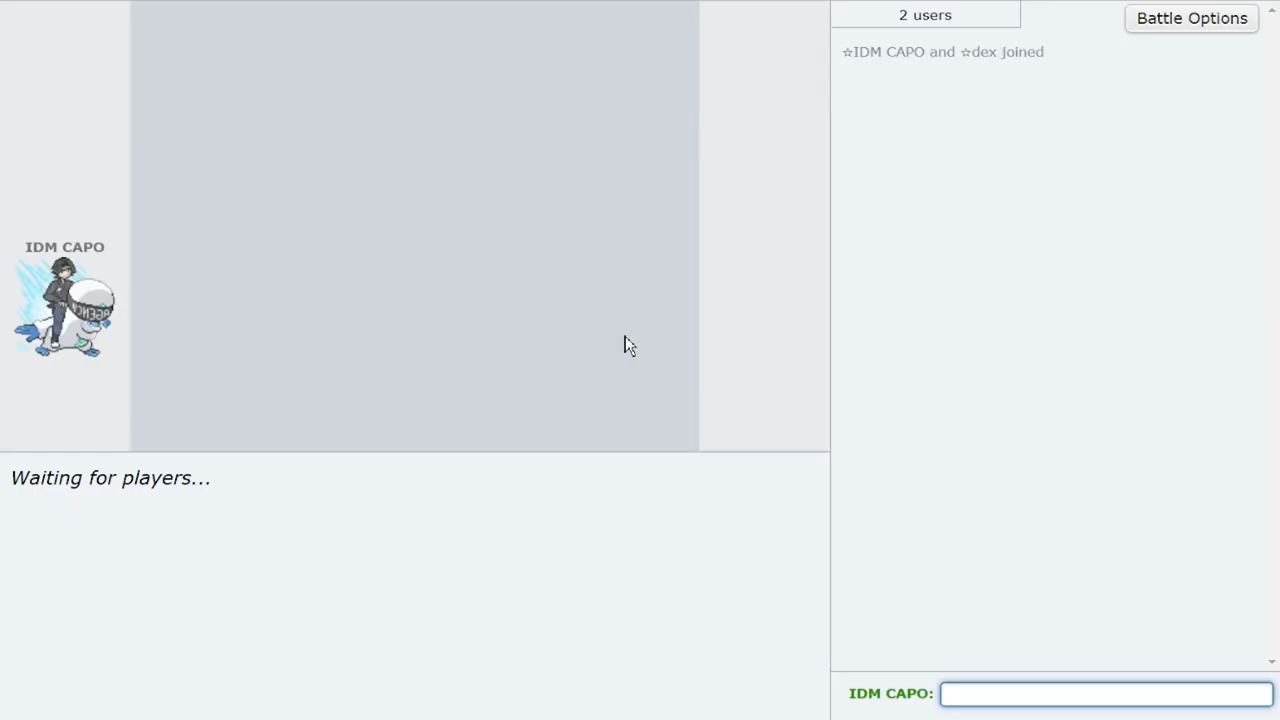 2 users
Battle Options
☆IDM CAPO and ☆dex joined
IDM CAPO
Waiting for players...
IDM CAPO: